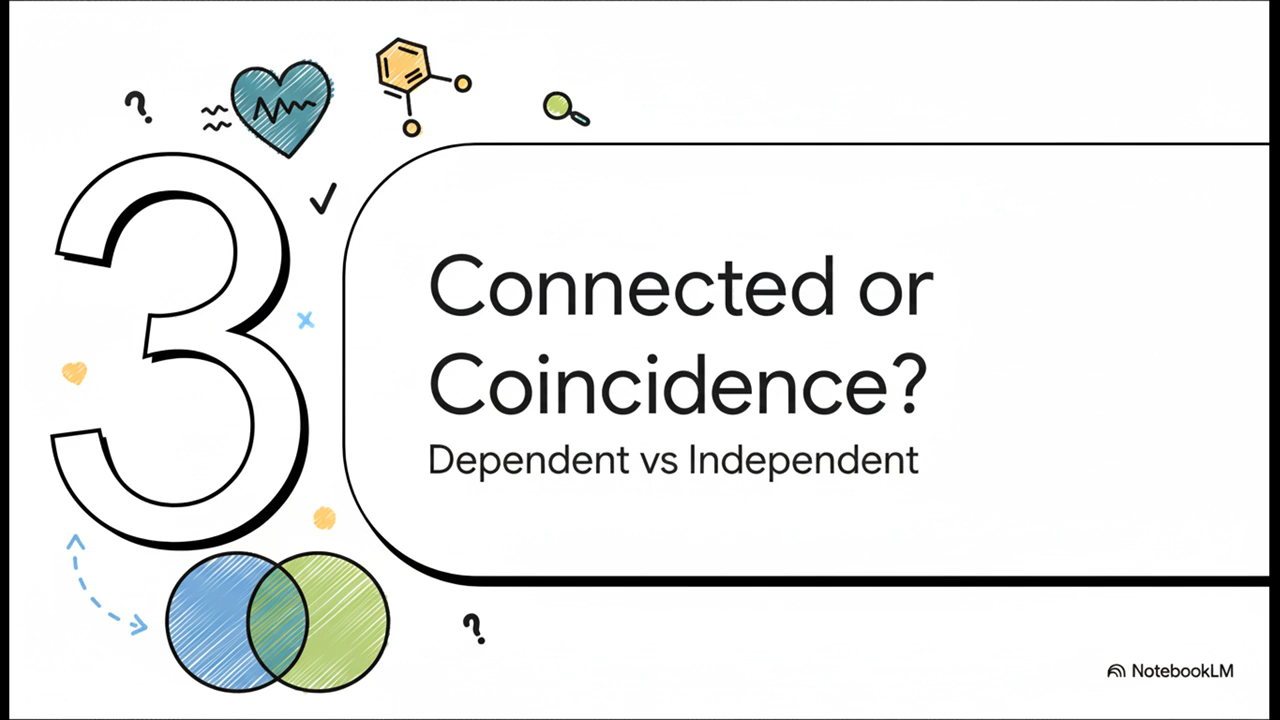 3
Connected or
Coincidence?
Dependent vs Independent
NotebookLM